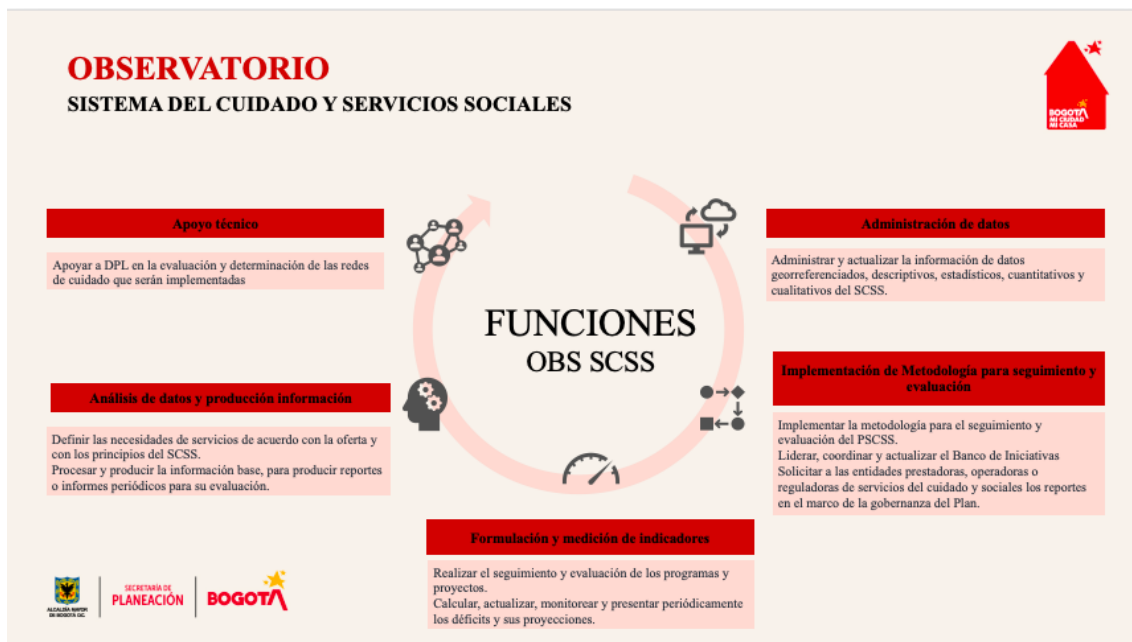 OBSERVATORIO
SISTEMA DEL CUIDADO Y SERVICIOS SOCIALES
BOGOTÁ
MI CIUDAD
MI CASA
Apoyo técnico
Apoyar a DPL en la evaluación y determinación de las redes
de cuidado que serán implementadas
Administración de datos
Administrar y actualizar la información de datos
georreferenciados, descriptivos, estadísticos, cuantitativos y
cualitativos del SCSS.
FUNCIONES
OBS SCSS
Análisis de datos y producción información
Definir las necesidades de servicios de acuerdo con la oferta y
con los principios del SCSS.
Procesar y producir la información base, para producir reportes
o informes periódicos para su evaluación.
Implementación de Metodología para seguimiento y
evaluación
Implementar la metodología para el seguimiento y
evaluación del PSCSS.
Liderar, coordinar y actualizar el Banco de Iniciativas
Solicitar a las entidades prestadoras, operadoras o
reguladoras de servicios del cuidado y sociales los reportes
en el marco de la gobernanza del Plan.
Formulación y medición de indicadores
Realizar el seguimiento y evaluación de los programas y
proyectos.
Calcular, actualizar, monitorear y presentar periódicamente
los déficits y sus proyecciones.
ALCALDÍA MAYOR
DE BOGOTÁ D.C.
SECRETARÍA DE
PLANEACIÓN
BOGOTÁ